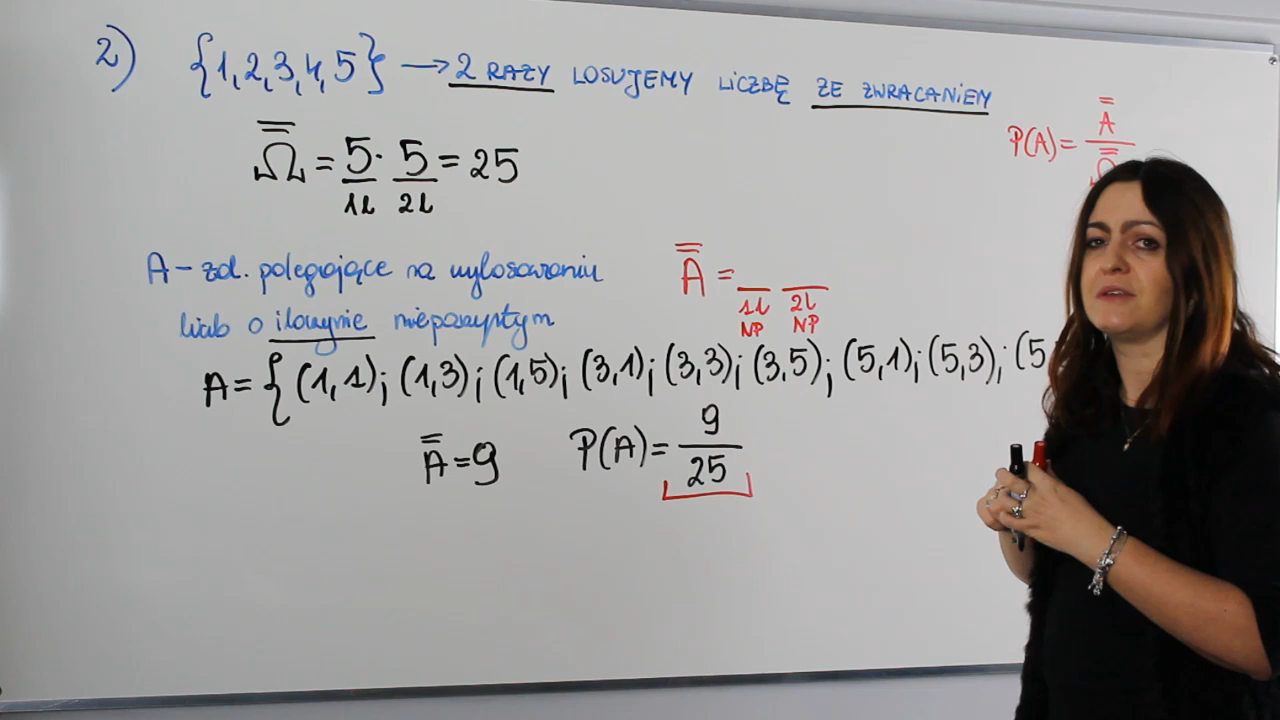 2) {1,2,3,4,5} → 2 RAZY LOSUJEMY LICZBĘ ZE ZWRACANIEM
P(A)= A̿ / Ω̿
Ω̿ = 5 · 5 = 25
1l 2l
A – zd. polegające na wylosowaniu
liczb o iloczynie nieparzystym
A̿ = _ _
1l 2l
NP NP
A = { (1,1); (1,3); (1,5); (3,1); (3,3); (3,5); (5,1); (5,3); (5
A̿ = 9 P(A)= 9/25